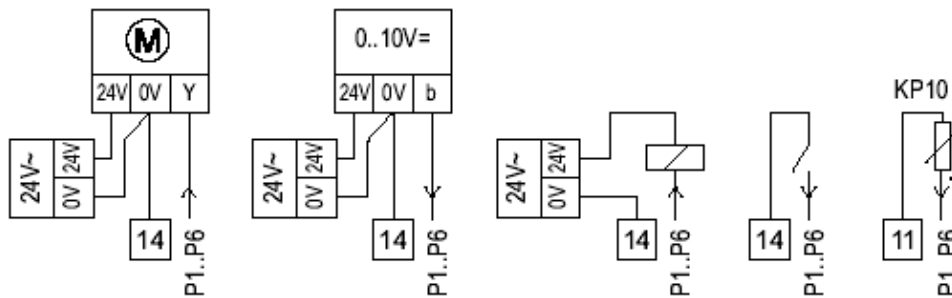 M
24V 0V Y
24V~
24V
0V
14
P1..P6
0..10V=
24V 0V b
24V~
24V
0V
14
P1..P6
24V~
24V
0V
14
P1..P6
14
P1..P6
KP10
11
P1..P6